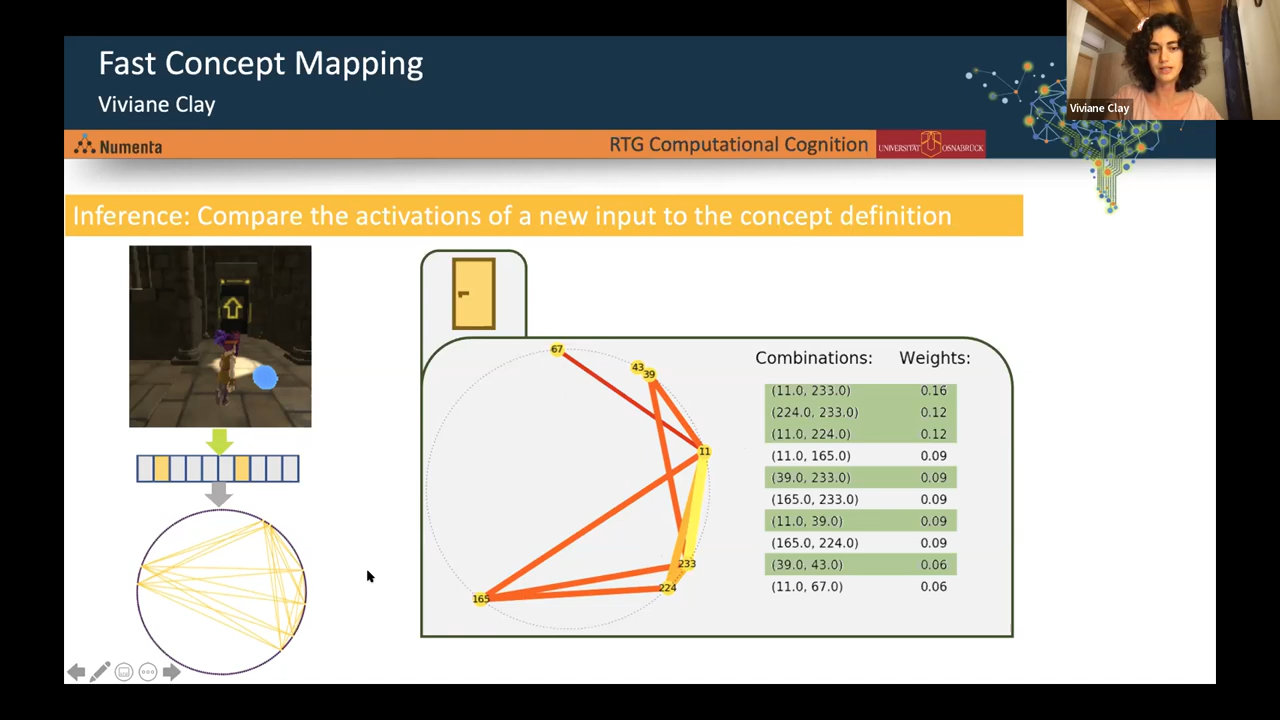 Fast Concept Mapping
Viviane Clay
Viviane Clay
Numenta
RTG Computational Cognition
UNIVERSITÄT OSNABRÜCK
Inference: Compare the activations of a new input to the concept definition
67
43
39
11
233
224
165
Combinations: Weights:
(11.0, 233.0) 0.16
(224.0, 233.0) 0.12
(11.0, 224.0) 0.12
(11.0, 165.0) 0.09
(39.0, 233.0) 0.09
(165.0, 233.0) 0.09
(11.0, 39.0) 0.09
(165.0, 224.0) 0.09
(39.0, 43.0) 0.06
(11.0, 67.0) 0.06